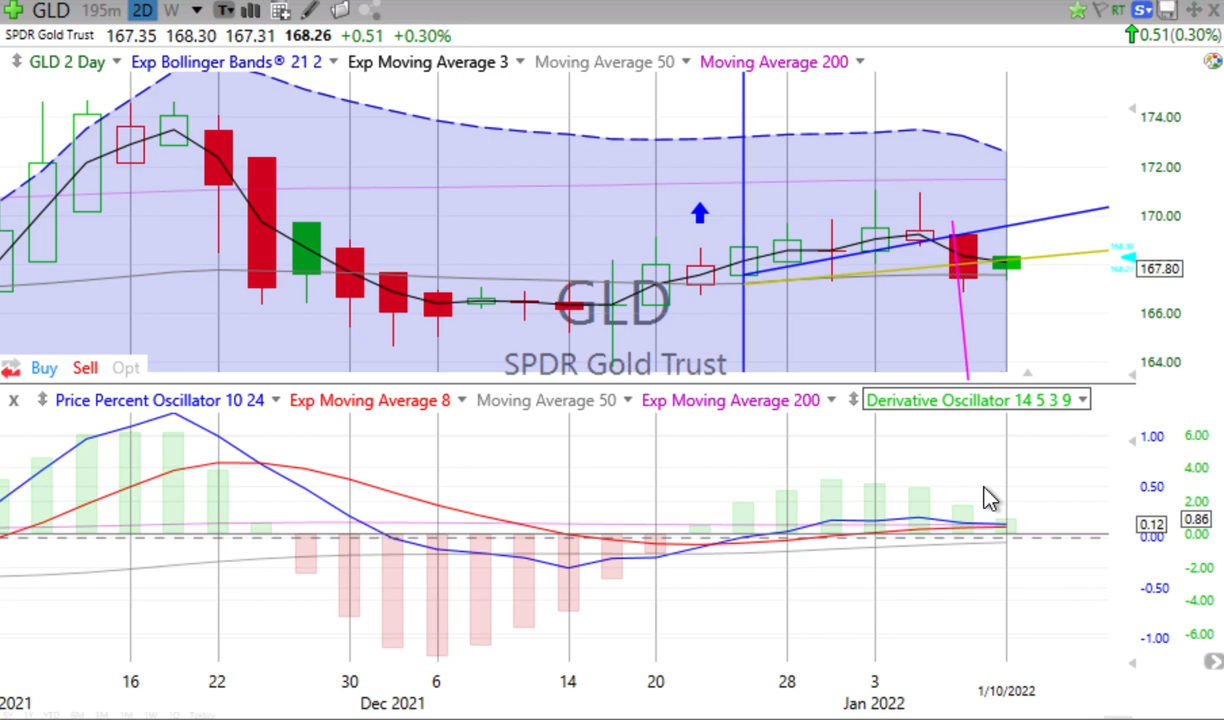 GLD 195m 2D W T RT S
SPDR Gold Trust 167.35 168.30 167.31 168.26 +0.51 +0.30% 0.51(0.30%)
GLD 2 Day Exp Bollinger Bands® 21 2 Exp Moving Average 3 Moving Average 50 Moving Average 200
174.00
172.00
170.00
168.30
168.27
167.80
166.00
164.00
GLD
SPDR Gold Trust
Buy Sell Opt
X Price Percent Oscillator 10 24 Exp Moving Average 8 Moving Average 50 Exp Moving Average 200 Derivative Oscillator 14 5 3 9
1.00 6.00
4.00
0.50 2.00
0.12 0.86
0.00 0.00
-2.00
-0.50 -4.00
-1.00 -6.00
16 22 30 6 14 20 28 3 1/10/2022
2021 Dec 2021 Jan 2022